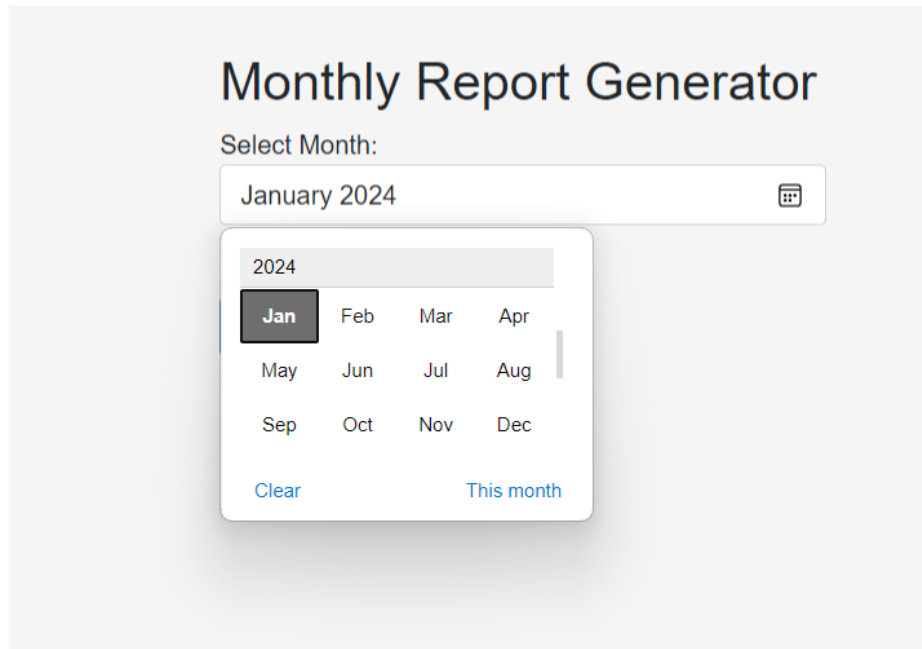 Monthly Report Generator
Select Month:
January 2024
2024
Jan Feb Mar Apr
May Jun Jul Aug
Sep Oct Nov Dec
Clear This month